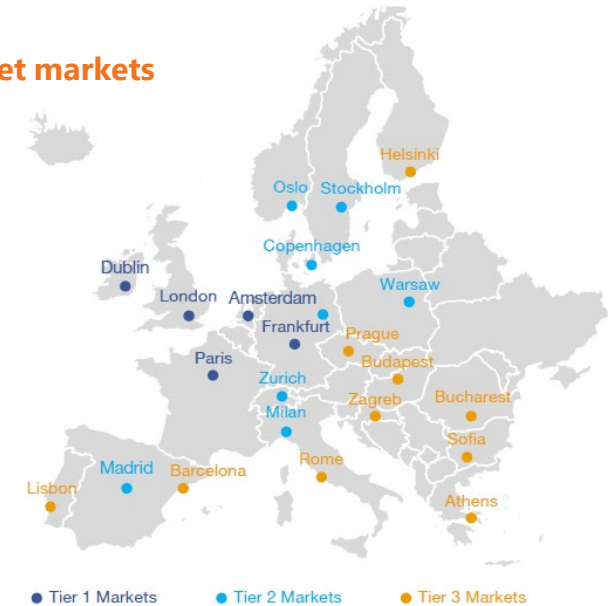 et markets
Helsinki
Oslo
Stockholm
Copenhagen
Dublin
Warsaw
London
Amsterdam
Frankfurt
Prague
Paris
Budapest
Zurich
Zagreb
Bucharest
Milan
Sofia
Rome
Madrid
Barcelona
Lisbon
Athens
Tier 1 Markets
Tier 2 Markets
Tier 3 Markets